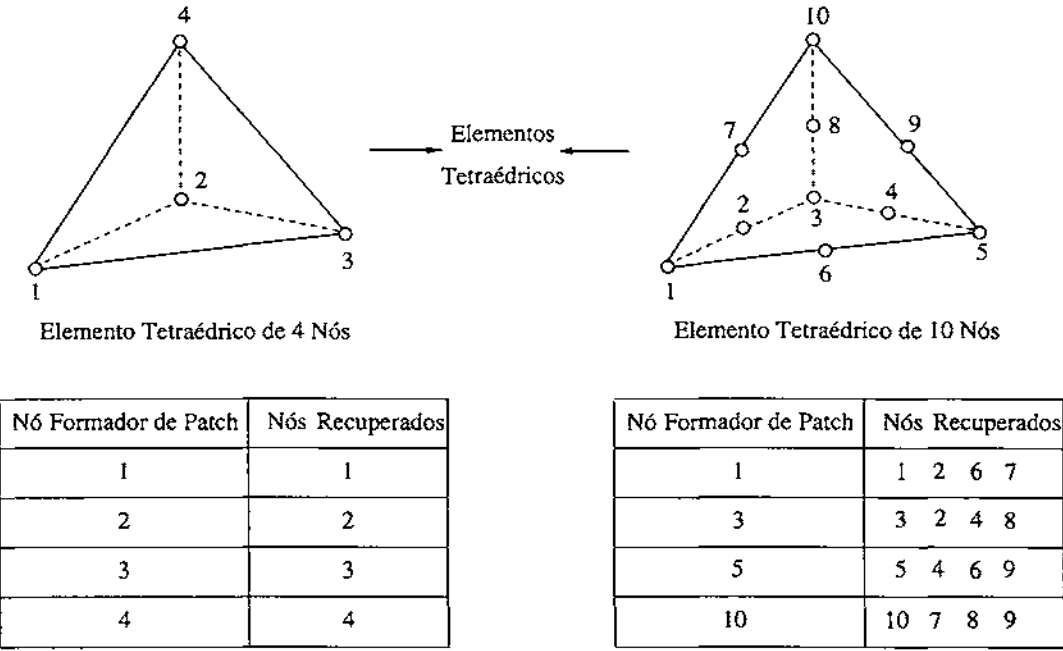 4
2
1
3
Elemento Tetraédrico de 4 Nós
Elementos
Tetraédricos
10
7
8
9
2
3
4
1
6
5
Elemento Tetraédrico de 10 Nós
Nó Formador de Patch Nós Recuperados
1 1
2 2
3 3
4 4
Nó Formador de Patch Nós Recuperados
1 1 2 6 7
3 3 2 4 8
5 5 4 6 9
10 10 7 8 9